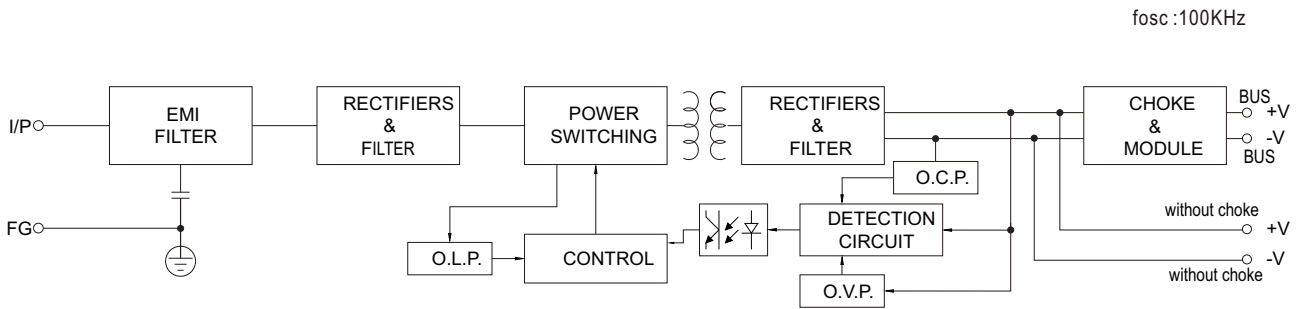 fosc :100KHz
I/P
EMI
FILTER
RECTIFIERS
&
FILTER
POWER
SWITCHING
RECTIFIERS
&
FILTER
CHOKE
&
MODULE
BUS
+V
-V
BUS
O.C.P.
FG
O.L.P.
CONTROL
DETECTION
CIRCUIT
O.V.P.
without choke
+V
-V
without choke